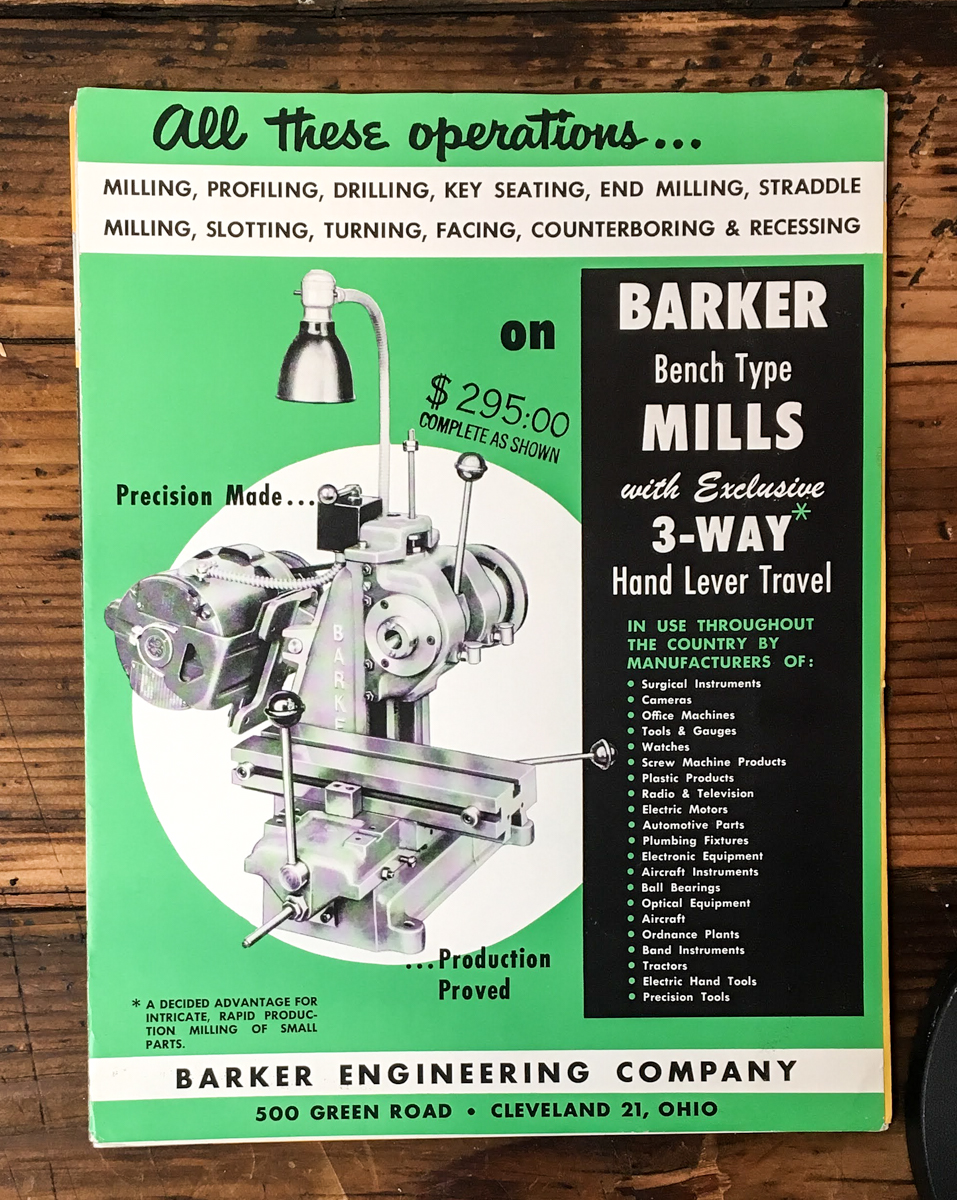 All these operations...
MILLING, PROFILING, DRILLING, KEY SEATING, END MILLING, STRADDLE
MILLING, SLOTTING, TURNING, FACING, COUNTERBORING & RECESSING
on
$295:00
COMPLETE AS SHOWN
Precision Made...
BARKE
...Production
Proved
* A DECIDED ADVANTAGE FOR
INTRICATE, RAPID PRODUC-
TION MILLING OF SMALL
PARTS.
BARKER
Bench Type
MILLS
with Exclusive
3-WAY*
Hand Lever Travel
IN USE THROUGHOUT
THE COUNTRY BY
MANUFACTURERS OF:
• Surgical Instruments
• Cameras
• Office Machines
• Tools & Gauges
• Watches
• Screw Machine Products
• Plastic Products
• Radio & Television
• Electric Motors
• Automotive Parts
• Plumbing Fixtures
• Electronic Equipment
• Aircraft Instruments
• Ball Bearings
• Optical Equipment
• Aircraft
• Ordnance Plants
• Band Instruments
• Tractors
• Electric Hand Tools
• Precision Tools
BARKER ENGINEERING COMPANY
500 GREEN ROAD • CLEVELAND 21, OHIO